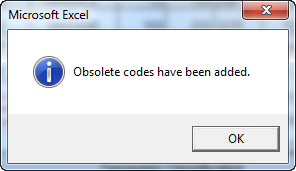 Microsoft Excel
Obsolete codes have been added.
OK